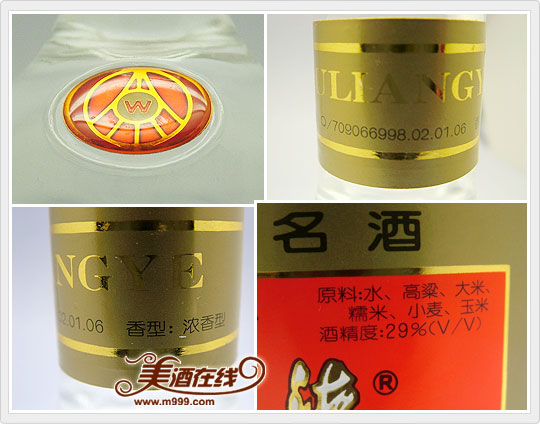 W
ULIANGY
Q/709066998.02.01.06
NGYE
02.01.06 香型：浓香型
名酒
原料:水、高粱、大米、
糯米、小麦、玉米
酒精度:29%(V/V)
®
美酒在线
www.m999.com